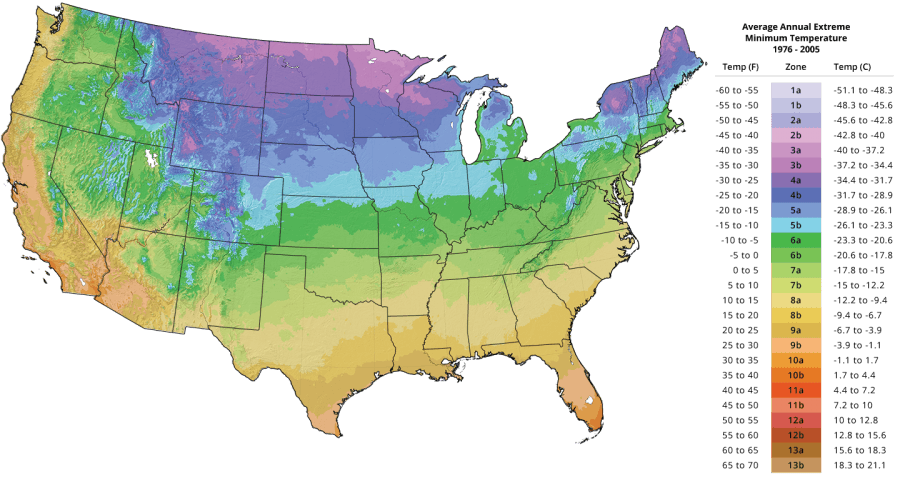 Average Annual Extreme
Minimum Temperature
1976 - 2005
Temp (F) Zone Temp (C)
-60 to -55 1a -51.1 to -48.3
-55 to -50 1b -48.3 to -45.6
-50 to -45 2a -45.6 to -42.8
-45 to -40 2b -42.8 to -40
-40 to -35 3a -40 to -37.2
-35 to -30 3b -37.2 to -34.4
-30 to -25 4a -34.4 to -31.7
-25 to -20 4b -31.7 to -28.9
-20 to -15 5a -28.9 to -26.1
-15 to -10 5b -26.1 to -23.3
-10 to -5 6a -23.3 to -20.6
-5 to 0 6b -20.6 to -17.8
0 to 5 7a -17.8 to -15
5 to 10 7b -15 to -12.2
10 to 15 8a -12.2 to -9.4
15 to 20 8b -9.4 to -6.7
20 to 25 9a -6.7 to -3.9
25 to 30 9b -3.9 to -1.1
30 to 35 10a -1.1 to 1.7
35 to 40 10b 1.7 to 4.4
40 to 45 11a 4.4 to 7.2
45 to 50 11b 7.2 to 10
50 to 55 12a 10 to 12.8
55 to 60 12b 12.8 to 15.6
60 to 65 13a 15.6 to 18.3
65 to 70 13b 18.3 to 21.1